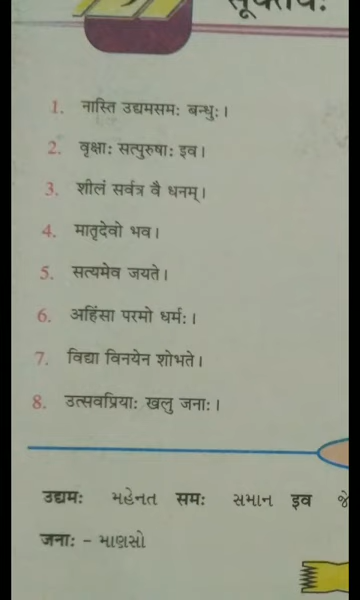 सूक्तयः
1. नास्ति उद्यमसमः बन्धुः।
2. वृक्षाः सत्पुरुषाः इव।
3. शीलं सर्वत्र वै धनम्।
4. मातृदेवो भव।
5. सत्यमेव जयते।
6. अहिंसा परमो धर्मः।
7. विद्या विनयेन शोभते।
8. उत्सवप्रियाः खलु जनाः।
उद्यमः મહેનત समः સમાન इव
जनाः - માણસો